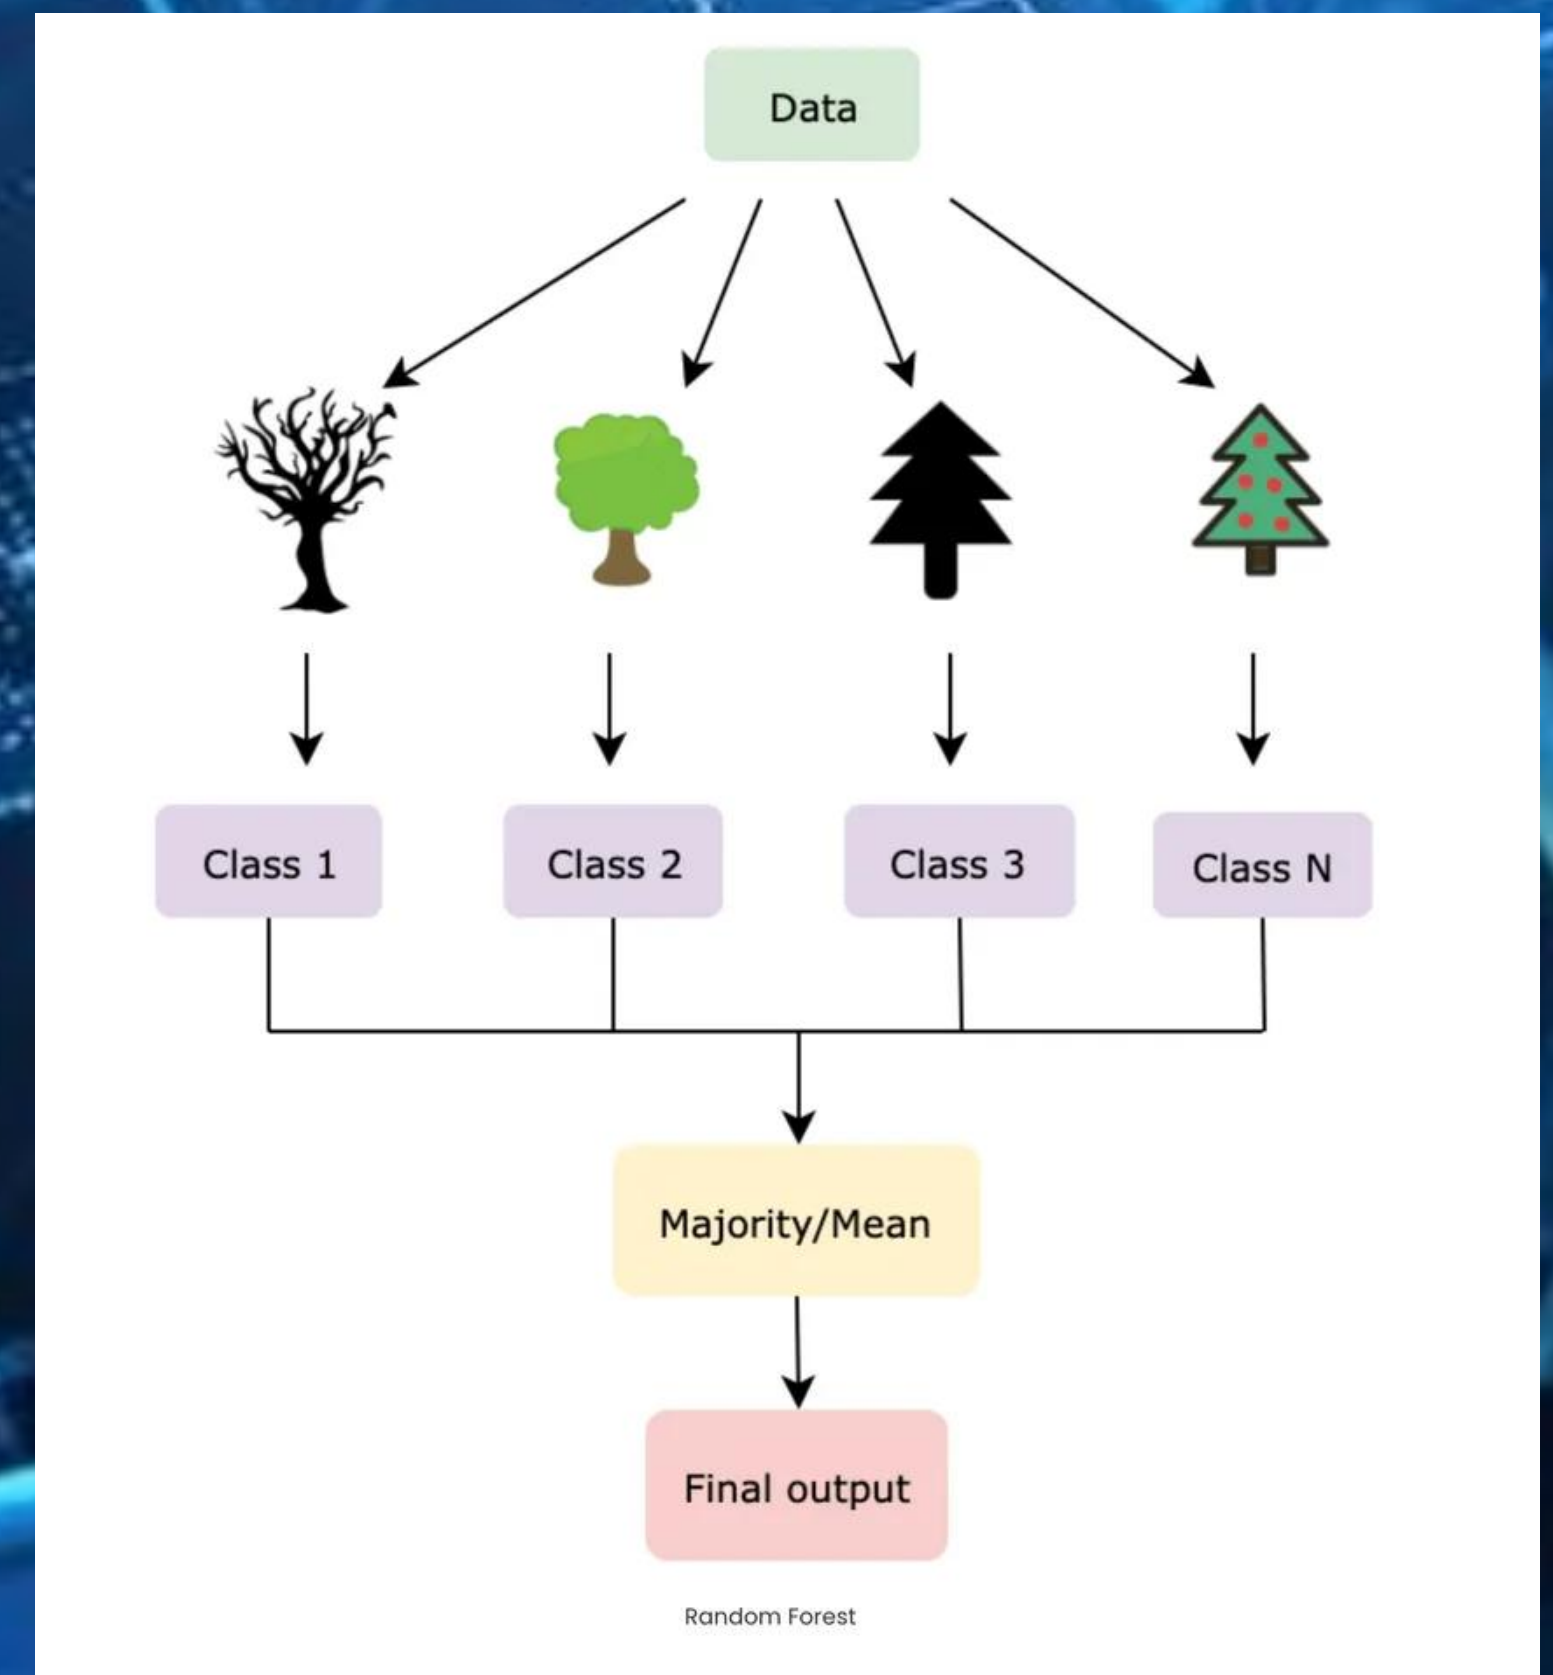 Data
Class 1
Class 2
Class 3
Class N
Majority/Mean
Final output
Random Forest